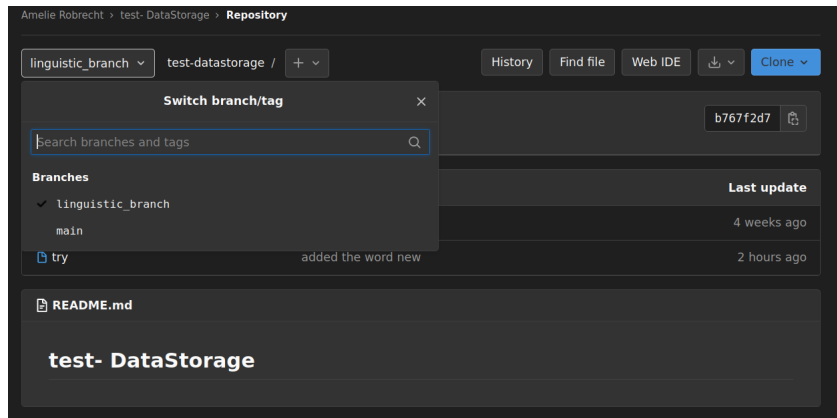 Amelie Robrecht › test- DataStorage › Repository
linguistic_branch test-datastorage / + History Find file Web IDE Clone
Switch branch/tag
b767f2d7
Search branches and tags
Branches
Last update
linguistic_branch
4 weeks ago
main
try added the word new 2 hours ago
README.md
test- DataStorage